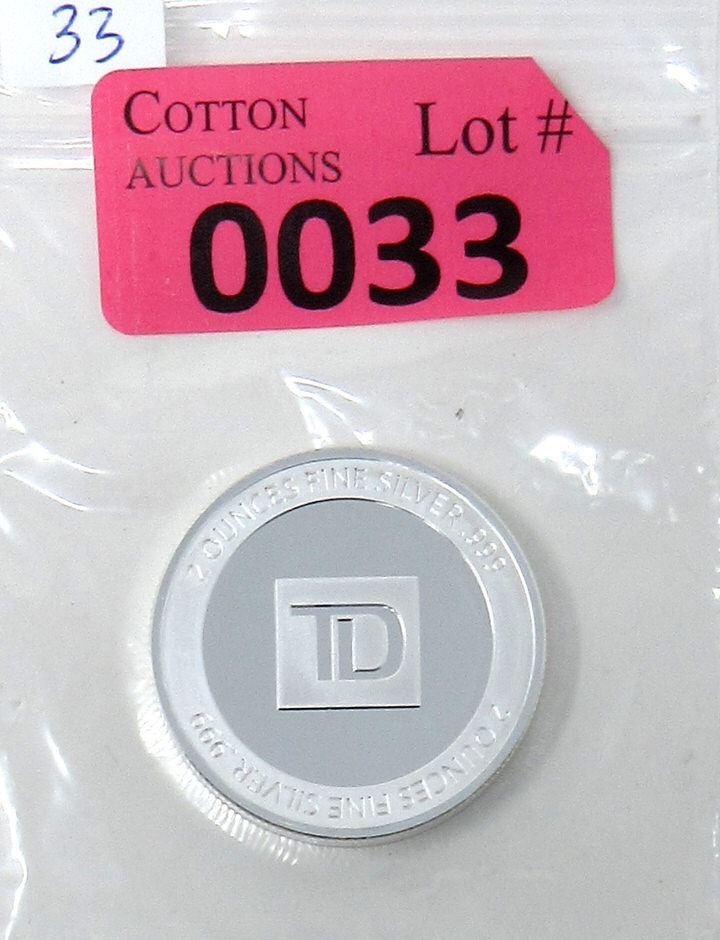 33
COTTON
AUCTIONS
Lot #
0033
2 OUNCES FINE SILVER .999
TD
2 OUNCES FINE SILVER .999